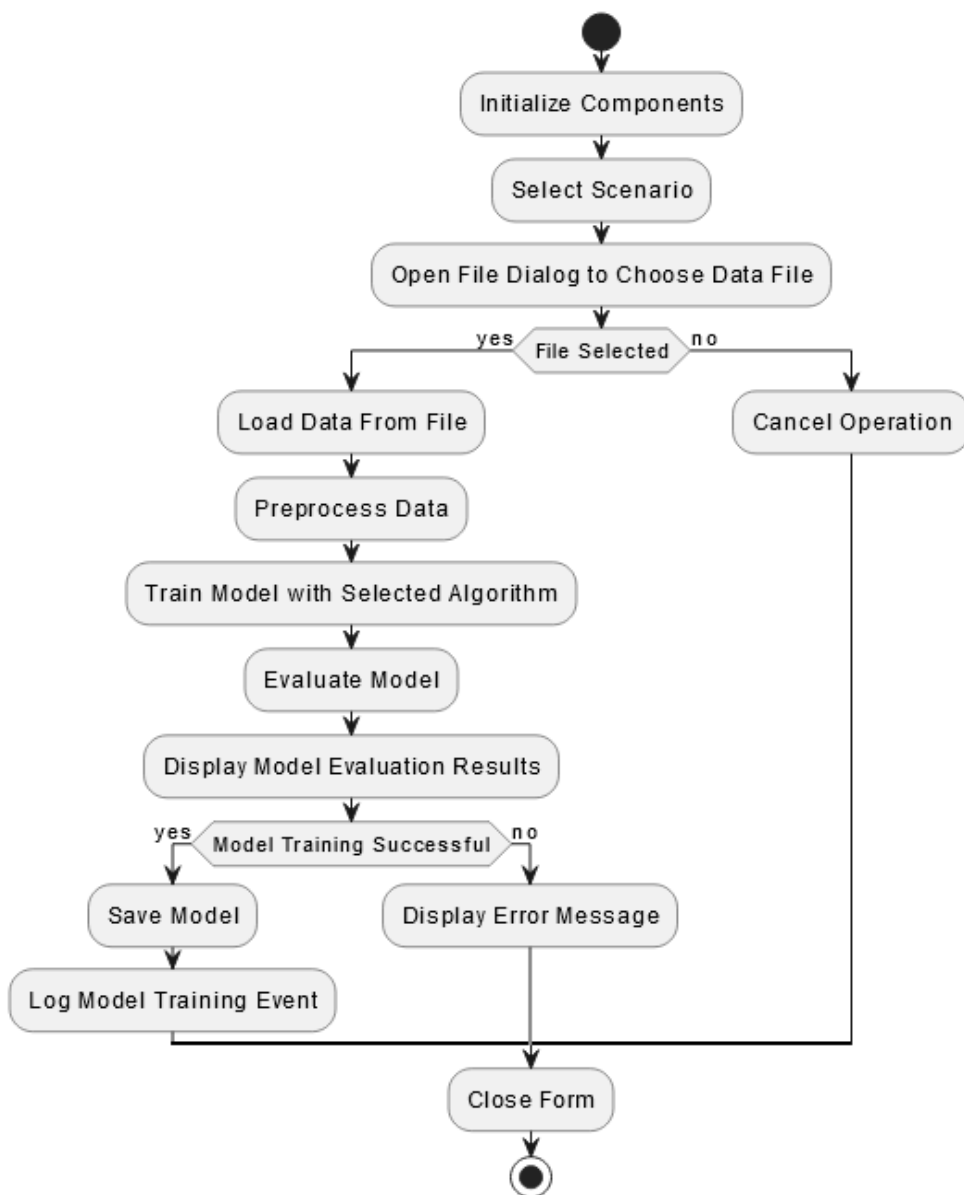 Initialize Components
Select Scenario
Open File Dialog to Choose Data File
yes
File Selected
no
Load Data From File
Cancel Operation
Preprocess Data
Train Model with Selected Algorithm
Evaluate Model
Display Model Evaluation Results
yes
Model Training Successful
no
Save Model
Display Error Message
Log Model Training Event
Close Form